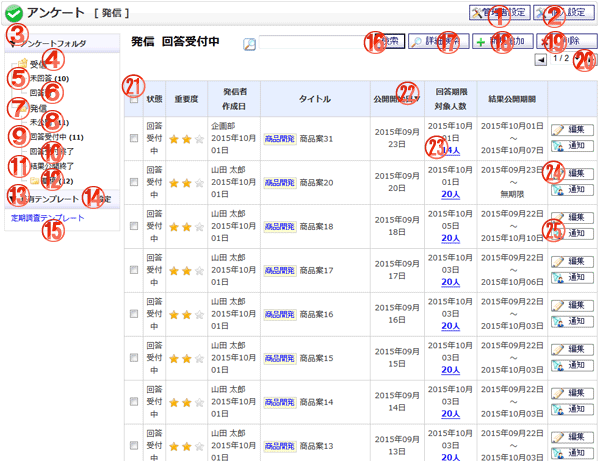 アンケート [ 発信 ]
① 設定
② 設定
③ アンケートフォルダ
④
受信
⑤ 未回答 (10)
⑥ 回答
⑦ 発信
⑧
⑨ 回答受付中 (11)
⑩ 回答受付終了
⑪ 結果公開終了
⑫ (12)
⑬ 有テンプレート ⑭ 設定
定期調査テンプレート
⑮
発信 回答受付中
⑯ 検索
⑰ 詳細検索
⑱ 追加
⑲ 削除
1 / 2 ⑳
㉑ 状態 重要度 発信者 作成日 タイトル 公開開始日▼ ㉒ 回答期限 対象人数 結果公開期間
回答受付中 企画部 2015年10月01日 商品開発 商品案31 2015年09月23日 2015年10月01日 ㉓ 14人 2015年10月01日 ～ 2015年10月03日 編集 通知
回答受付中 山田 太郎 2015年10月01日 商品開発 商品案20 2015年09月20日 2015年10月01日 20人 2015年09月23日 ～ 無期限 ㉔ 編集 通知
回答受付中 山田 太郎 2015年10月01日 商品開発 商品案18 2015年09月18日 2015年10月05日 20人 2015年09月22日 ～ 2015年10月10日 編集 ㉕ 通知
回答受付中 山田 太郎 2015年10月01日 商品開発 商品案17 2015年09月17日 2015年10月03日 20人 2015年09月22日 ～ 2015年10月06日 編集 通知
回答受付中 山田 太郎 2015年10月01日 商品開発 商品案16 2015年09月16日 2015年10月03日 20人 2015年09月22日 ～ 2015年10月03日 編集 通知
回答受付中 山田 太郎 2015年10月01日 商品開発 商品案15 2015年09月15日 2015年10月03日 20人 2015年09月22日 ～ 2015年10月03日 編集 通知
回答受付中 山田 太郎 2015年10月01日 商品開発 商品案14 2015年09月14日 2015年10月03日 20人 2015年09月22日 ～ 2015年10月03日 編集 通知
回答受付中 山田 太郎 2015年10月01日 商品開発 商品案13 2015年09月13日 2015年10月03日 20人 2015年09月22日 ～ 2015年10月03日 編集 通知